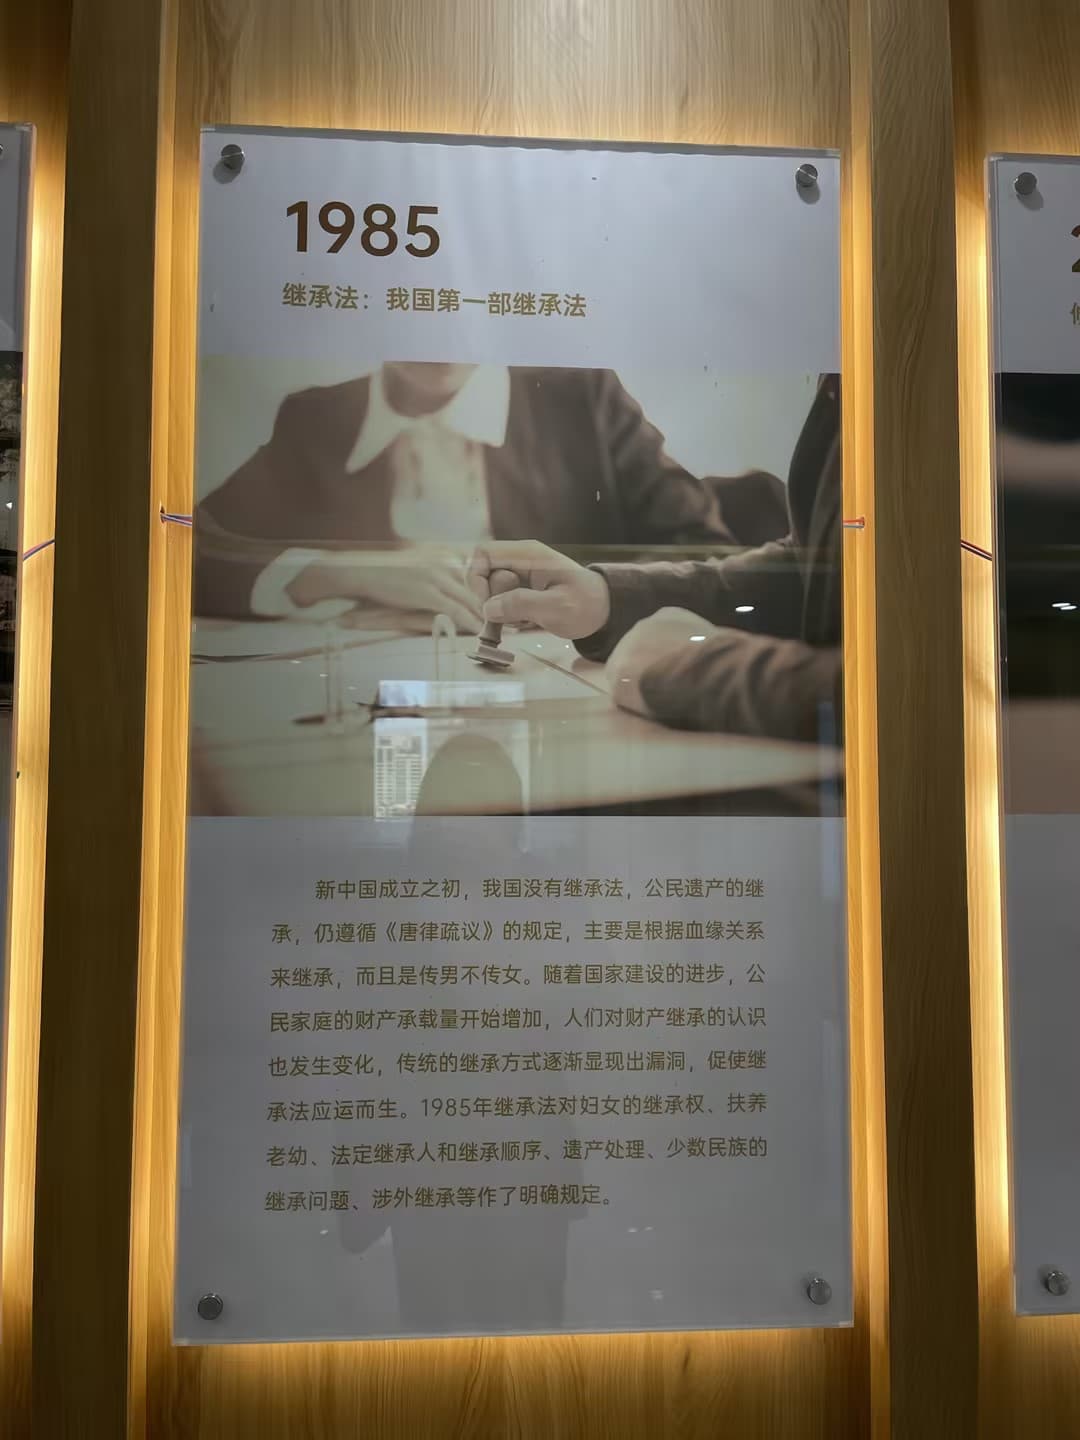 1985
继承法：我国第一部继承法
新中国成立之初，我国没有继承法，公民遗产的继
承，仍遵循《唐律疏议》的规定，主要是根据血缘关系
来继承，而且是传男不传女。随着国家建设的进步，公
民家庭的财产承载量开始增加，人们对财产继承的认识
也发生变化，传统的继承方式逐渐显现出漏洞，促使继
承法应运而生。1985年继承法对妇女的继承权、扶养
老幼、法定继承人和继承顺序、遗产处理、少数民族的
继承问题、涉外继承等作了明确规定。